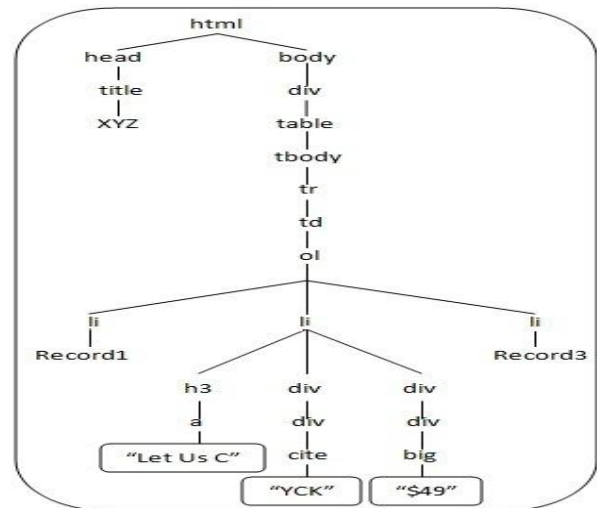 html
head body
title div
XYZ table
tbody
tr
td
ol
li li li
Record1 Record3
h3 div div
a div div
"Let Us C" cite big
"YCK" "$49"